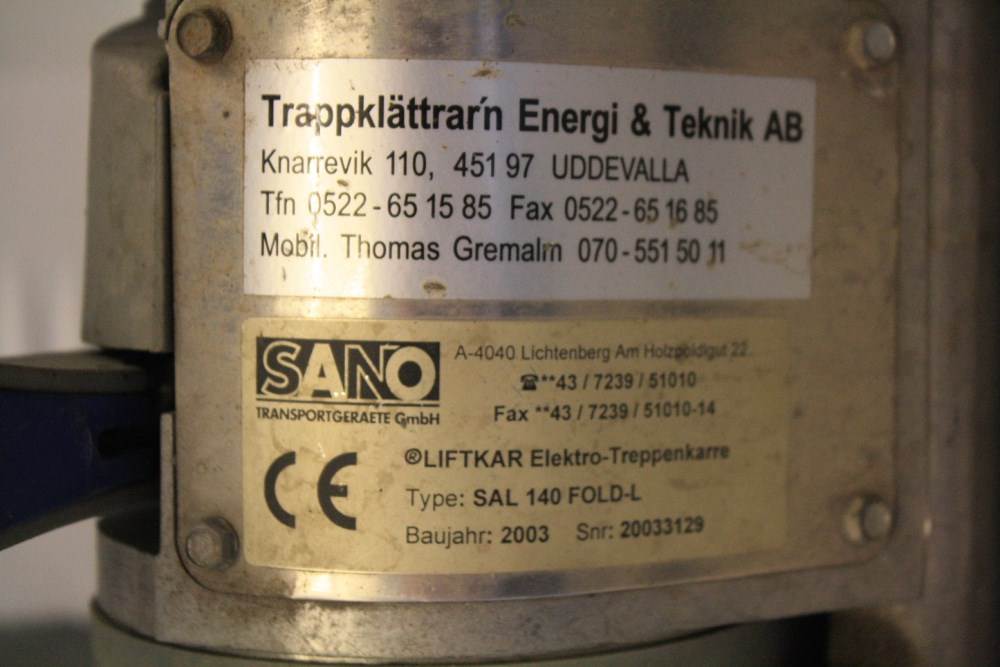 Trappklättrar´n Energi & Teknik AB
Knarrevik 110, 451 97 UDDEVALLA
Tfn 0522-65 15 85 Fax 0522-65 16 85
Mobil. Thomas Gremalm 070-551 50 11
SANO
TRANSPORTGERAETE GmbH
A-4040 Lichtenberg Am Holzpoldlgut 22.
☎**43 / 7239 / 51010
Fax **43 / 7239 / 51010-14
CE
®LIFTKAR Elektro-Treppenkarre
Type: SAL 140 FOLD-L
Baujahr: 2003 Snr: 20033129